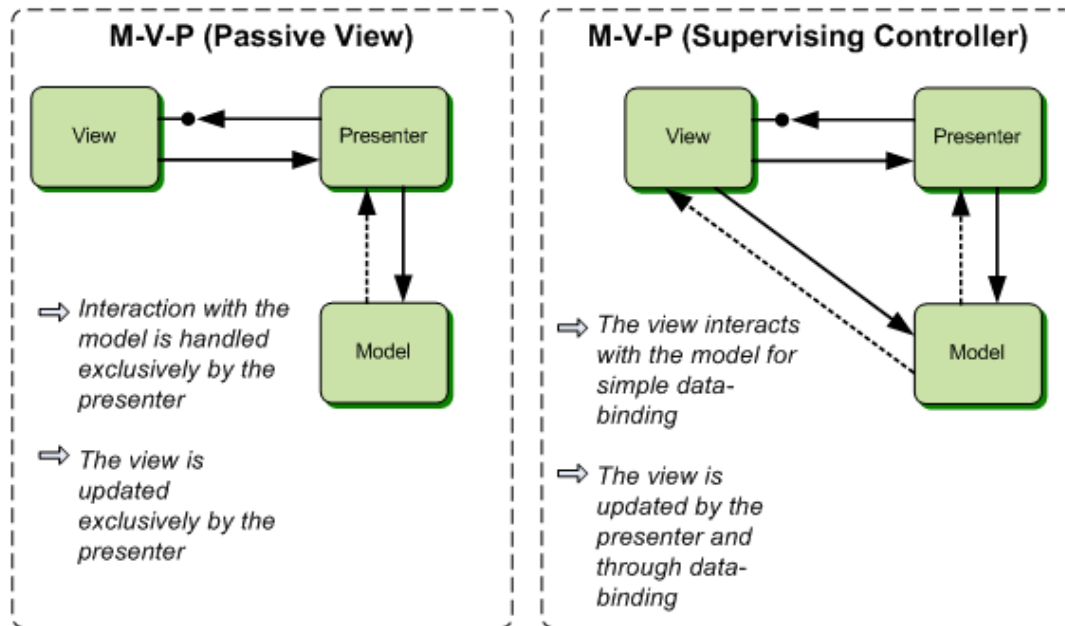 M-V-P (Passive View)
View
Presenter
Model
Interaction with the
model is handled
exclusively by the
presenter
The view is
updated
exclusively by the
presenter
M-V-P (Supervising Controller)
View
Presenter
Model
The view interacts
with the model for
simple data-
binding
The view is
updated by the
presenter and
through data-
binding